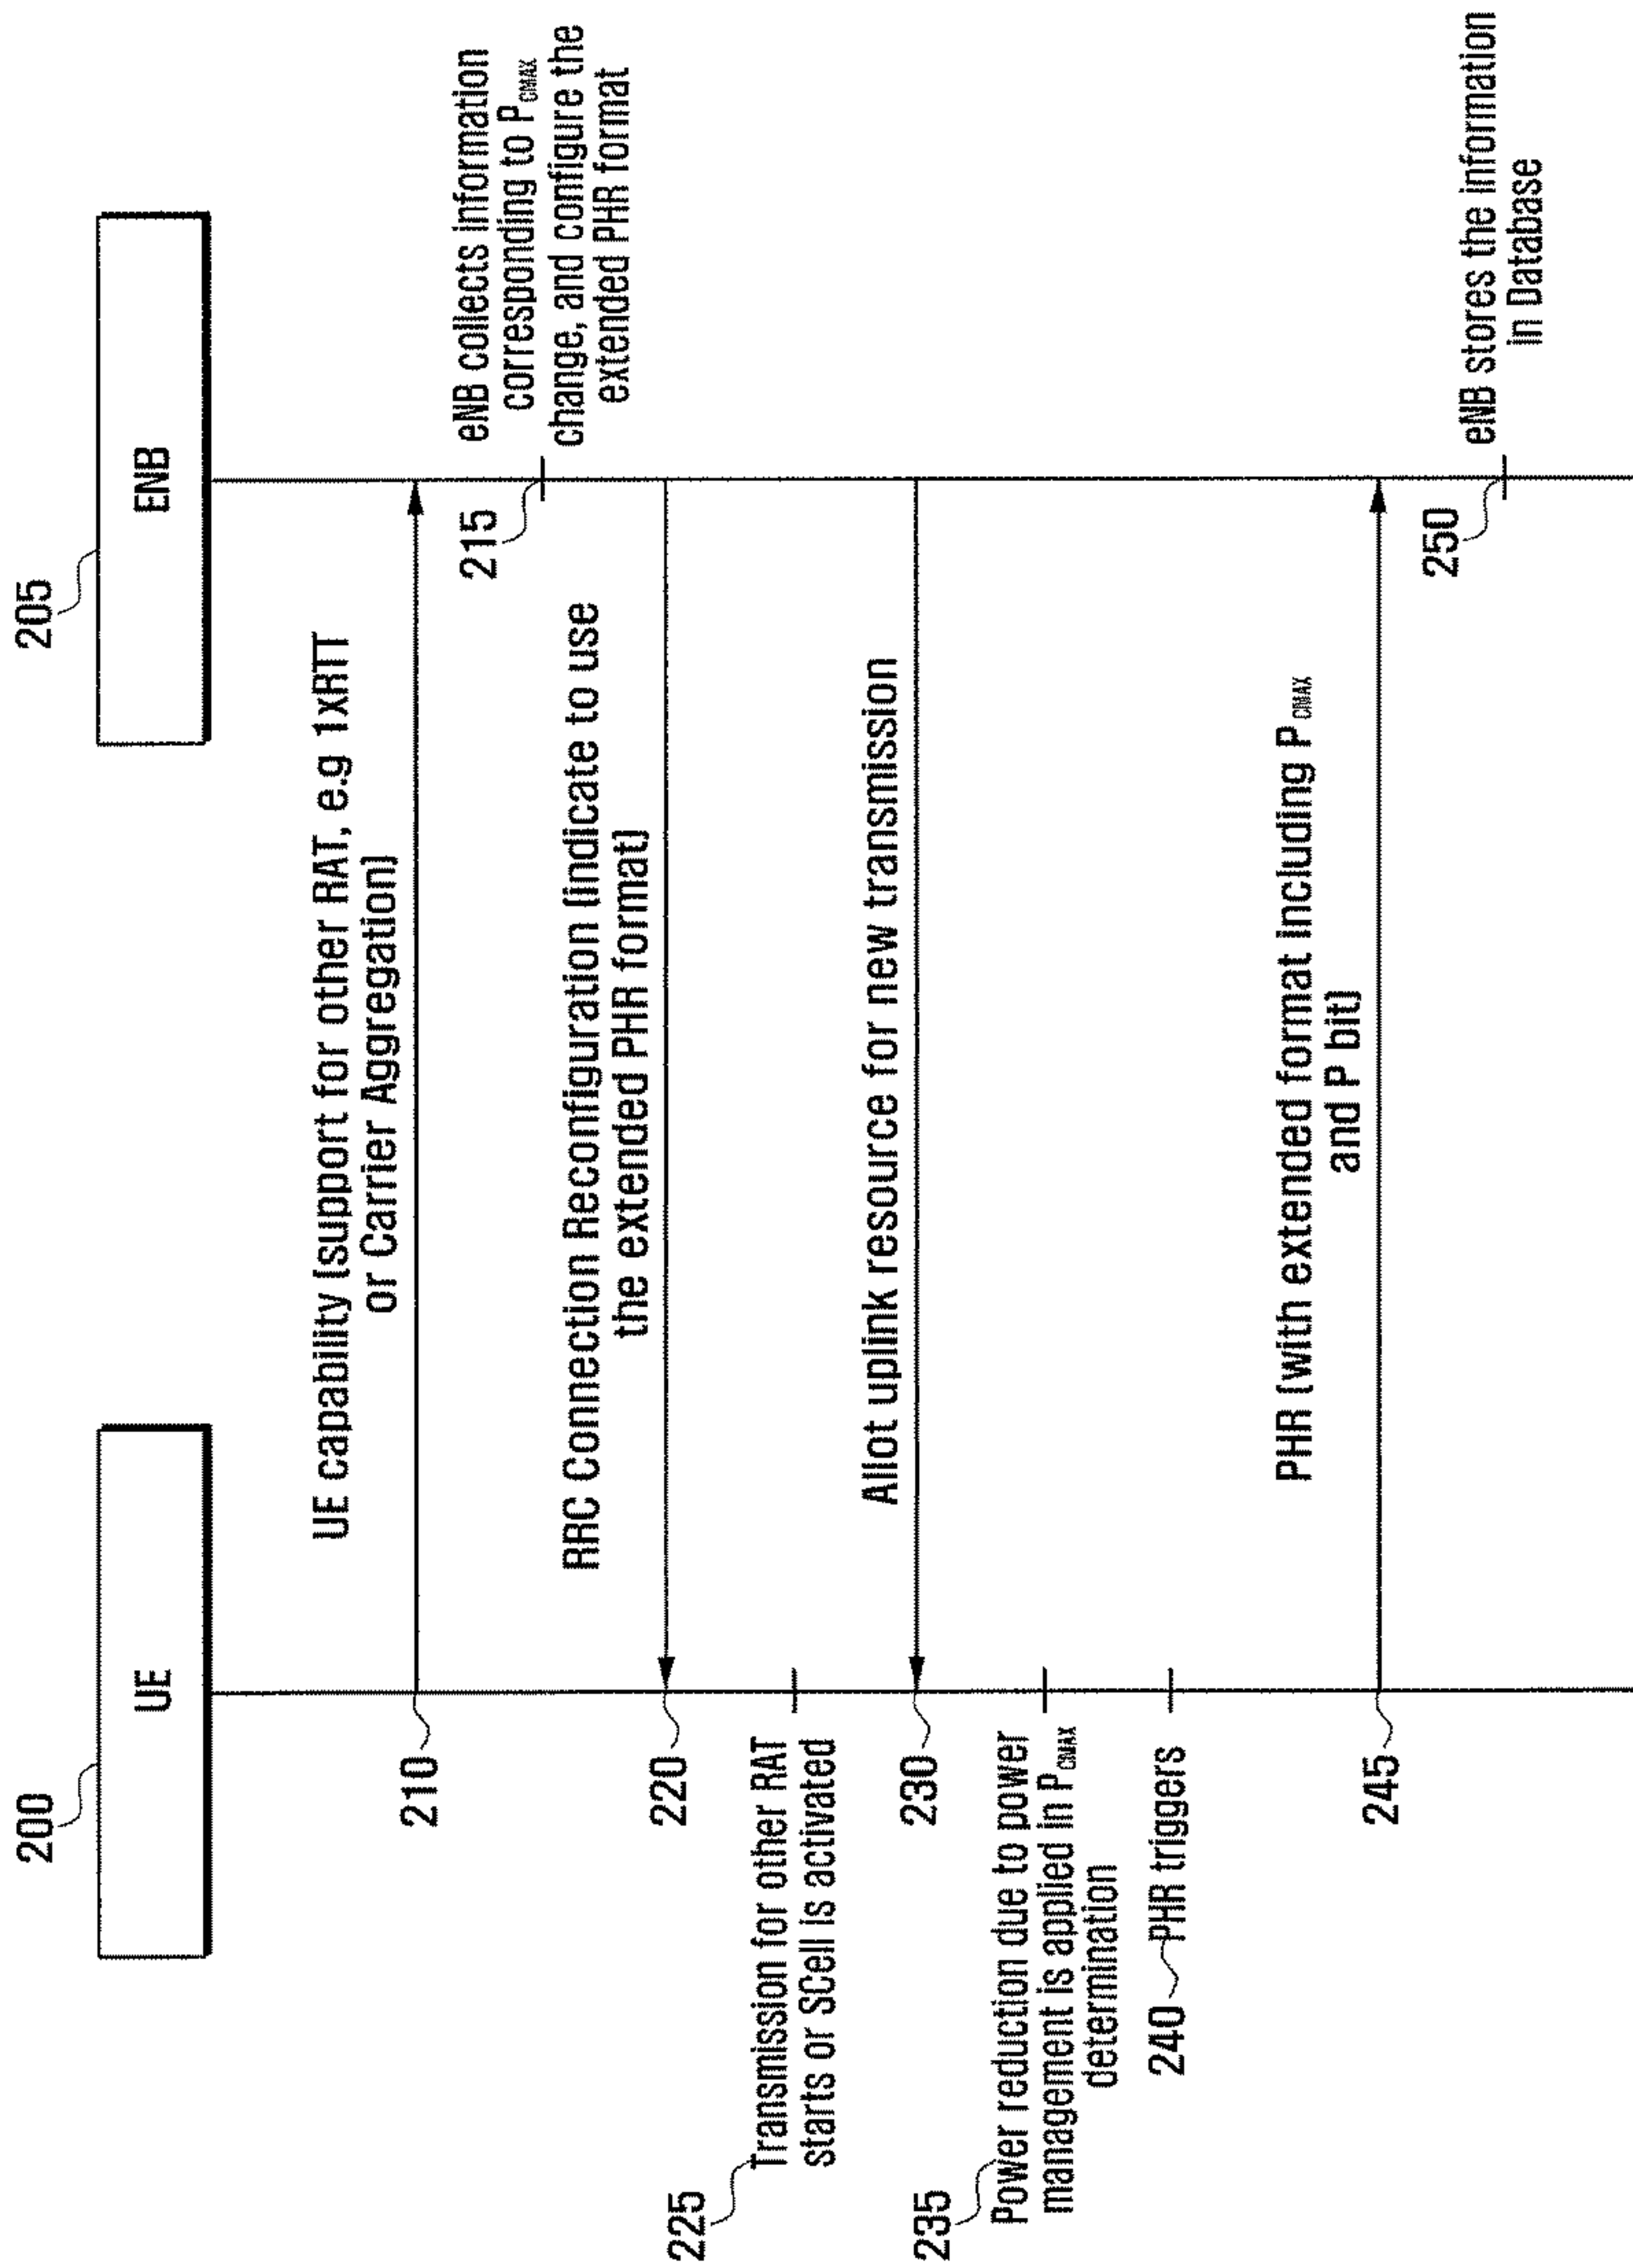 200
UE
205
ENB
210
UE capability (support for other RAT, e.g 1xRTT
or Carrier Aggregation)
215
eNB collects information
corresponding to PCMAX
change, and configure the
extended PHR format
220
RRC Connection Reconfiguration (indicate to use
the extended PHR format)
225
Transmission for other RAT
starts or SCell is activated
230
Allot uplink resource for new transmission
235
Power reduction due to power
management is applied in PCMAX
determination
240
PHR triggers
245
PHR (with extended format including PCMAX
and P bit)
250
eNB stores the information
in Database